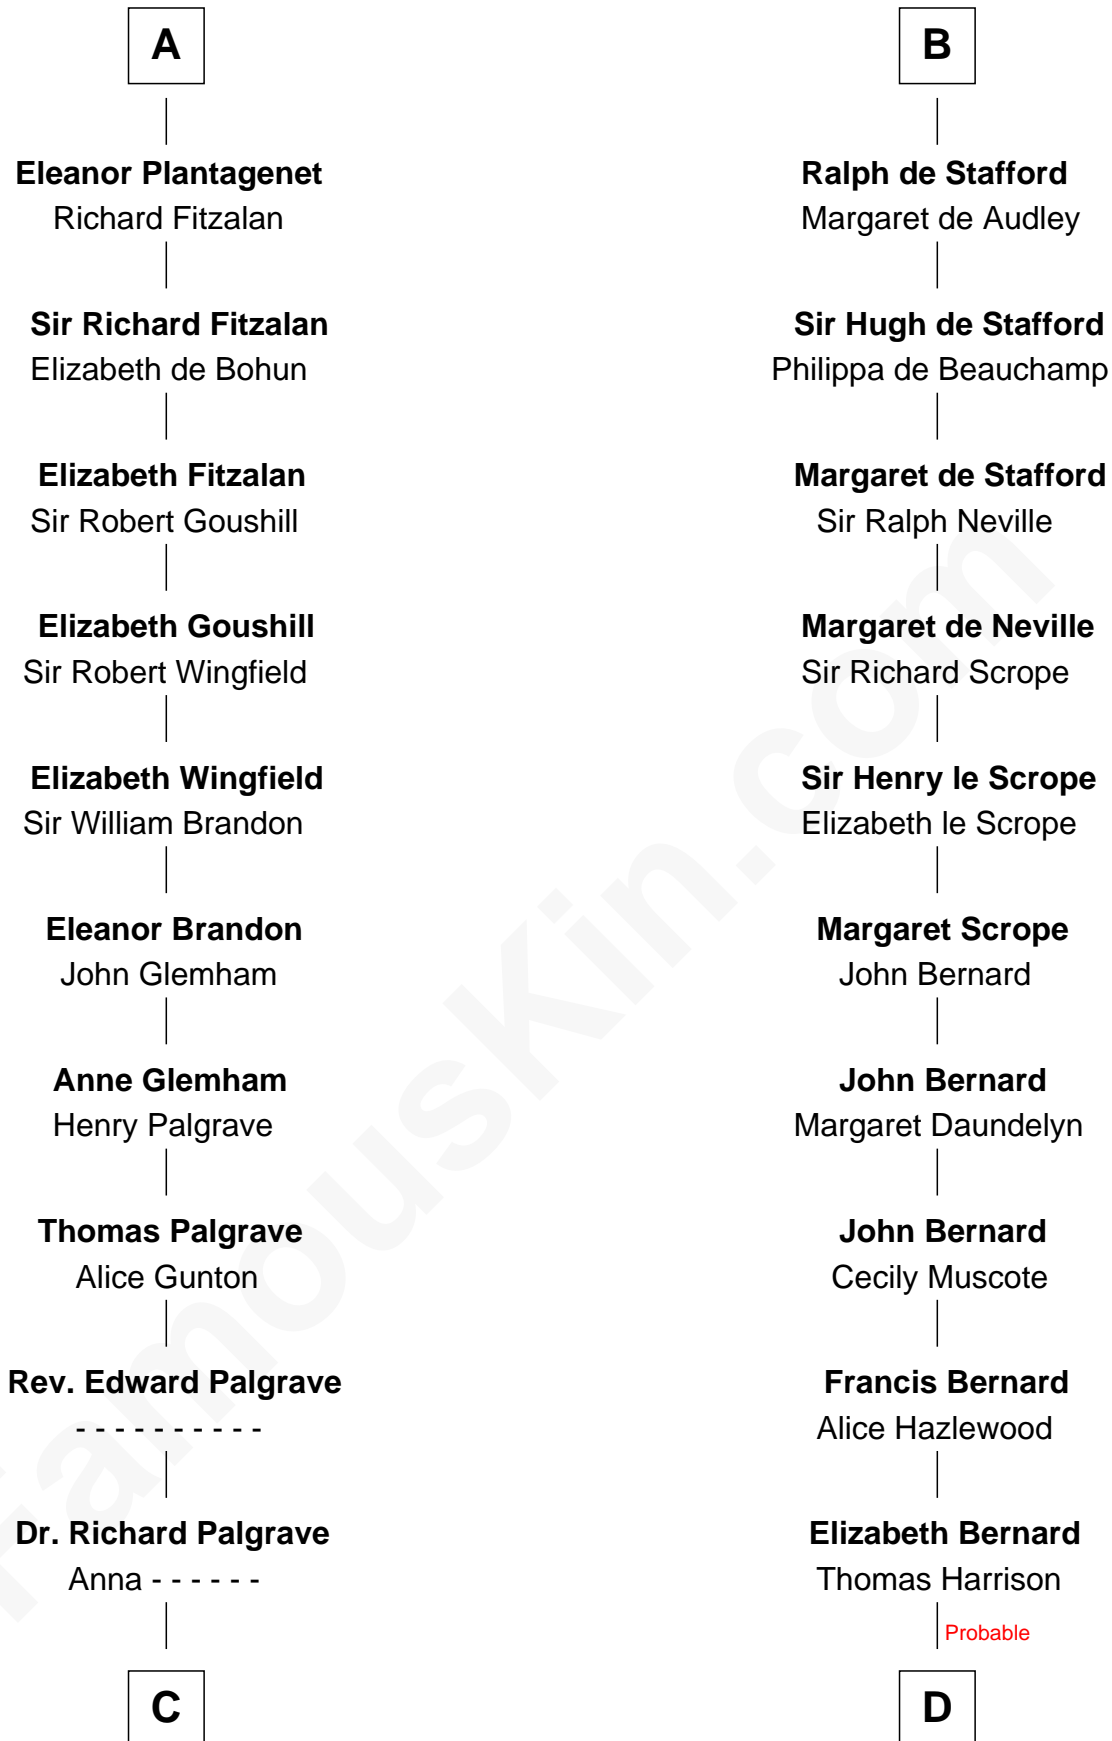 A
Eleanor Plantagenet
Richard Fitzalan
Sir Richard Fitzalan
Elizabeth de Bohun
Elizabeth Fitzalan
Sir Robert Goushill
Elizabeth Goushill
Sir Robert Wingfield
Elizabeth Wingfield
Sir William Brandon
Eleanor Brandon
John Glemham
Anne Glemham
Henry Palgrave
Thomas Palgrave
Alice Gunton
Rev. Edward Palgrave
- - - - - - - - - -
Dr. Richard Palgrave
Anna - - - - - -
C
B
Ralph de Stafford
Margaret de Audley
Sir Hugh de Stafford
Philippa de Beauchamp
Margaret de Stafford
Sir Ralph Neville
Margaret de Neville
Sir Richard Scrope
Sir Henry le Scrope
Elizabeth le Scrope
Margaret Scrope
John Bernard
John Bernard
Margaret Daundelyn
John Bernard
Cecily Muscote
Francis Bernard
Alice Hazlewood
Elizabeth Bernard
Thomas Harrison
Probable
D
FamousKin.com